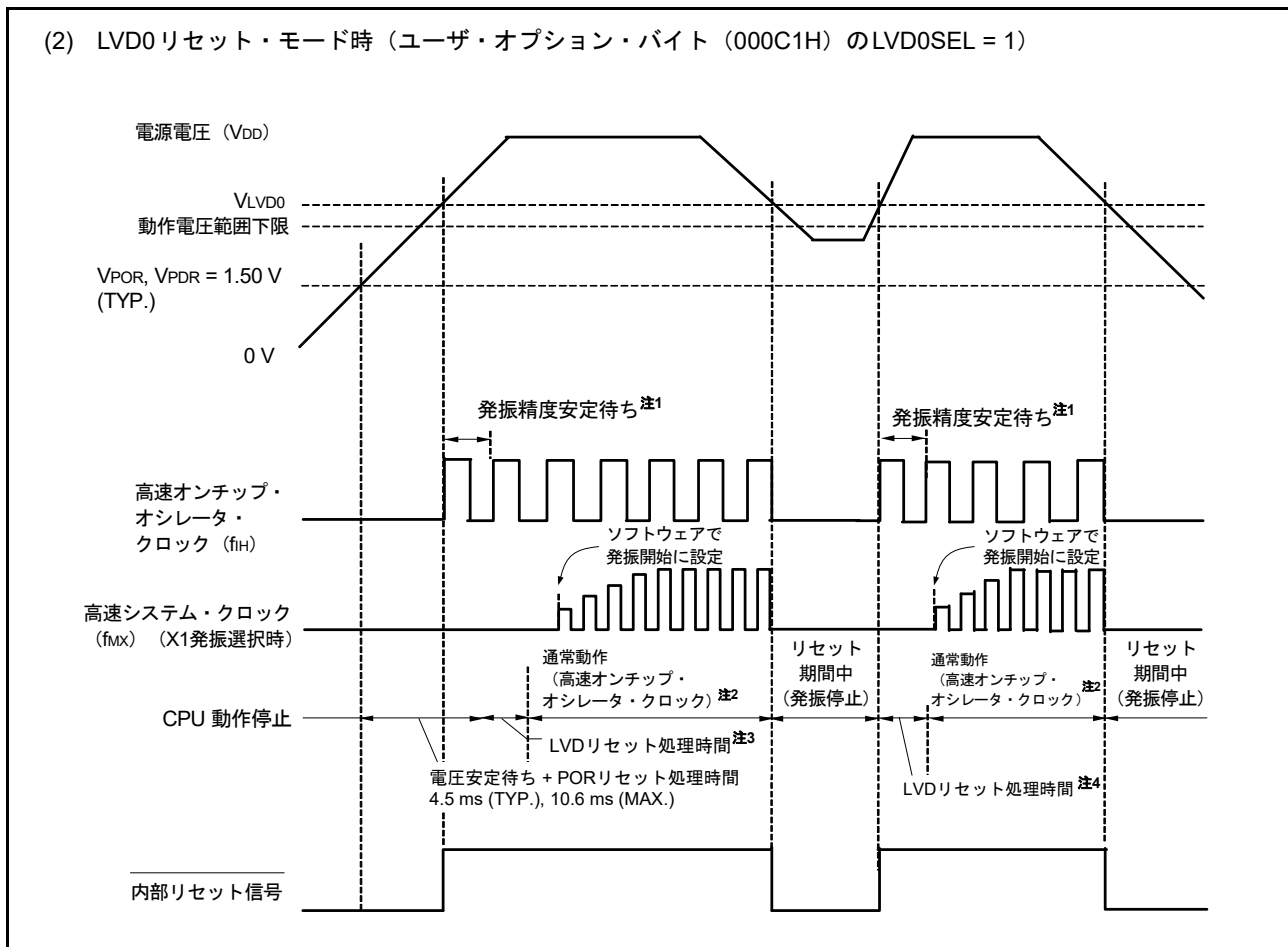 (2) LVD0リセット・モード時（ユーザ・オプション・バイト（000C1H）のLVD0SEL = 1）
電源電圧（VDD）
VLVD0
動作電圧範囲下限
VPOR, VPDR = 1.50 V
(TYP.)
0 V
発振精度安定待ち注1
発振精度安定待ち注1
高速オンチップ・
オシレータ・
クロック（fIH）
ソフトウェアで
発振開始に設定
ソフトウェアで
発振開始に設定
高速システム・クロック
（fMX）（X1発振選択時）
通常動作
（高速オンチップ・
オシレータ・クロック）注2
リセット
期間中
（発振停止）
通常動作
（高速オンチップ・
オシレータ・クロック）注2
リセット
期間中
（発振停止）
CPU 動作停止
LVDリセット処理時間注3
電圧安定待ち + PORリセット処理時間
4.5 ms (TYP.), 10.6 ms (MAX.)
LVDリセット処理時間注4
内部リセット信号